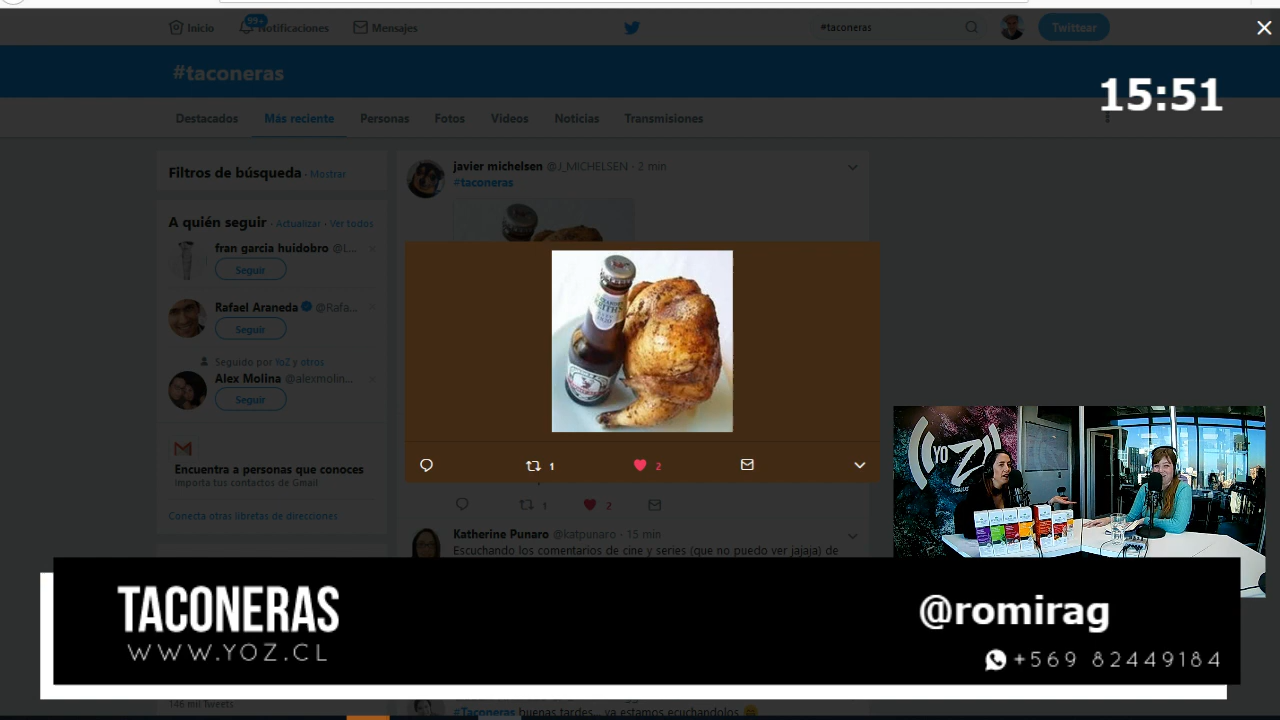 Inicio
99+
Notificaciones
Mensajes
#taconeras
Twittear
#taconeras
15:51
Destacados
Más reciente
Personas
Fotos
Videos
Noticias
Transmisiones
Filtros de búsqueda · Mostrar
A quién seguir · Actualizar · Ver todos
fran garcia huidobro @L...
Seguir
Rafael Araneda @Rafa...
Seguir
Seguido por YoZ y otros
Alex Molina @alexmolin...
Seguir
Encuentra a personas que conoces
Importa tus contactos de Gmail
Conecta otras libretas de direcciones
javier michelsen @J_MICHELSEN · 2 min
#taconeras
1
2
1
2
Katherine Punaro @katpunaro · 15 min
Escuchando los comentarios de cine y series (que no puedo ver jajaja) de
YO Z
TACONERAS
WWW.YOZ.CL
@romirag
+569 82449184
146 mil Tweets
#Taconeras buenas tardes.. ya estamos ecuchandolos